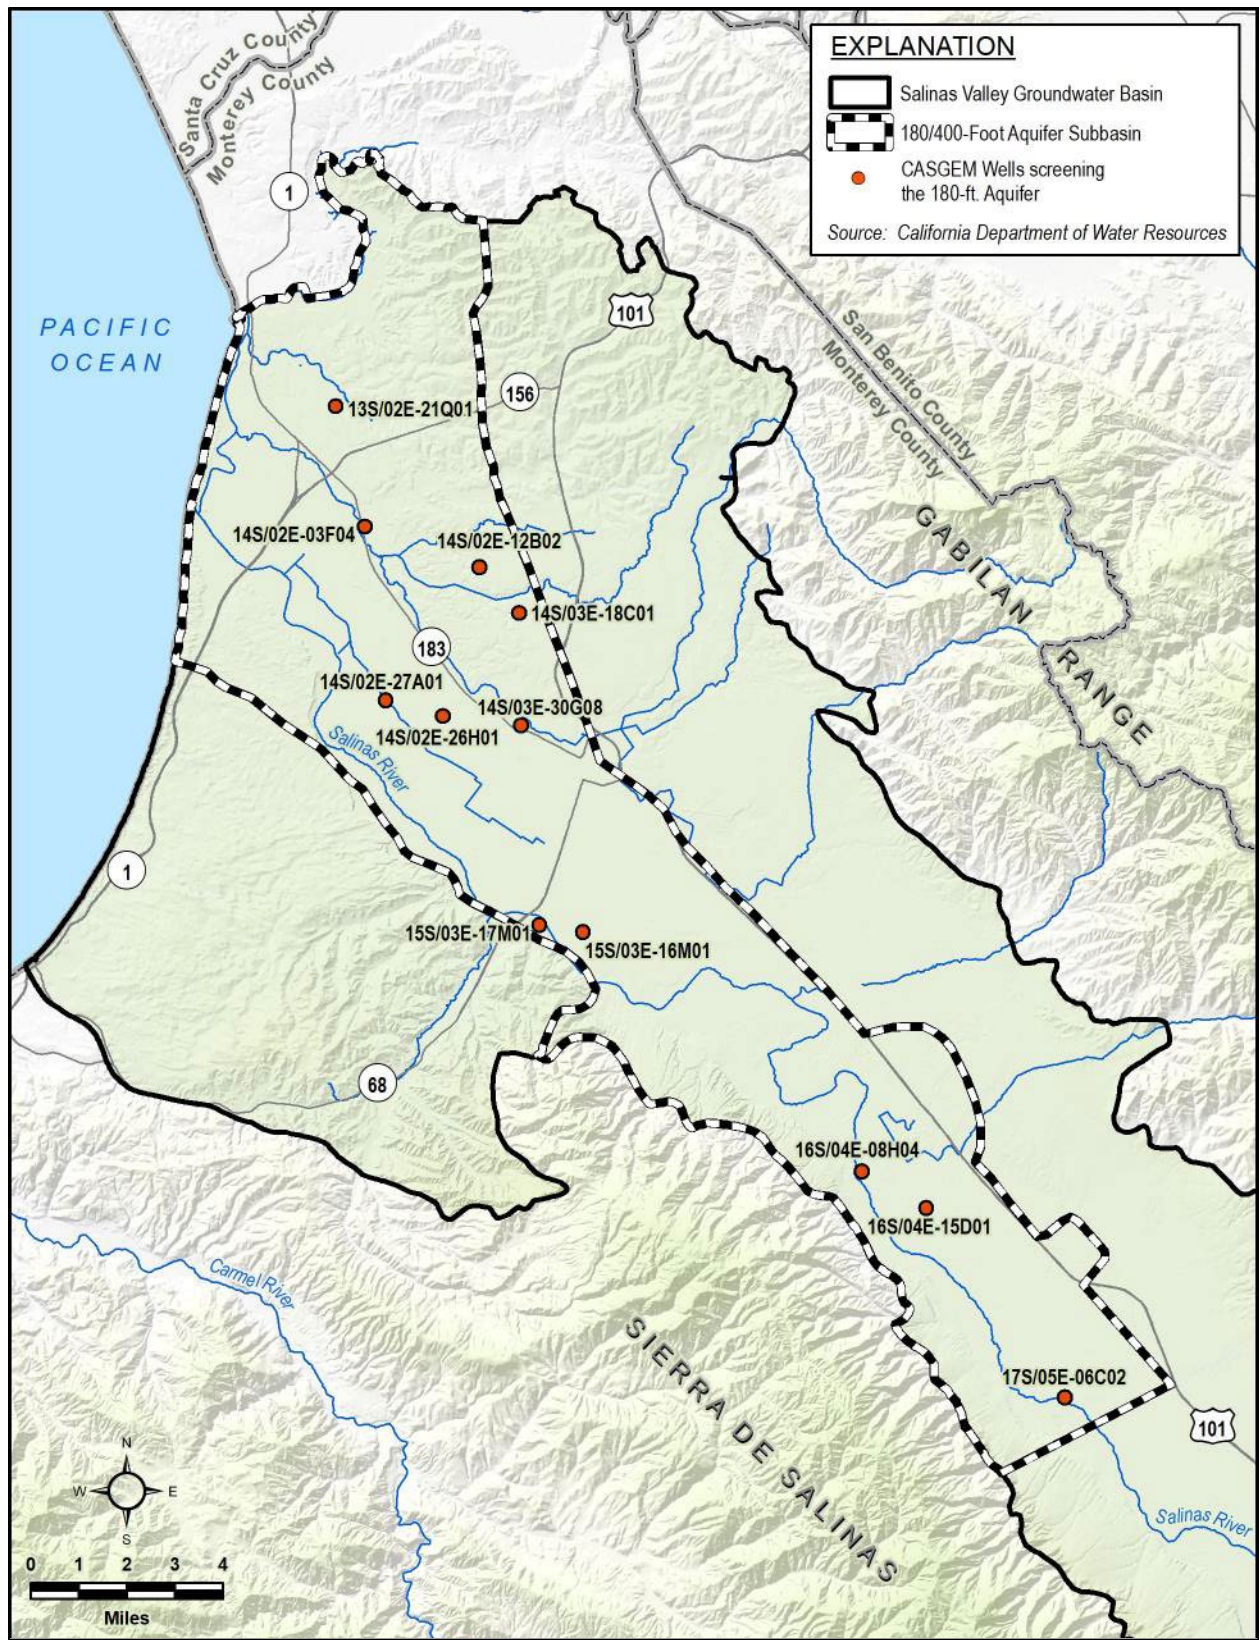 EXPLANATION
Salinas Valley Groundwater Basin
180/400-Foot Aquifer Subbasin
CASGEM Wells screening
the 180-ft. Aquifer
Source: California Department of Water Resources
Santa Cruz County
Monterey County
1
PACIFIC
OCEAN
101
156
San Benito County
Monterey County
13S/02E-21Q01
14S/02E-03F04
14S/02E-12B02
GABILAN
RANGE
14S/03E-18C01
183
14S/02E-27A01
14S/03E-30G08
14S/02E-26H01
Salinas River
1
15S/03E-17M01
15S/03E-16M01
68
16S/04E-08H04
16S/04E-15D01
Carmel River
SIERRA DE SALINAS
17S/05E-06C02
101
Salinas River
N
W
E
S
0 1 2 3 4
Miles